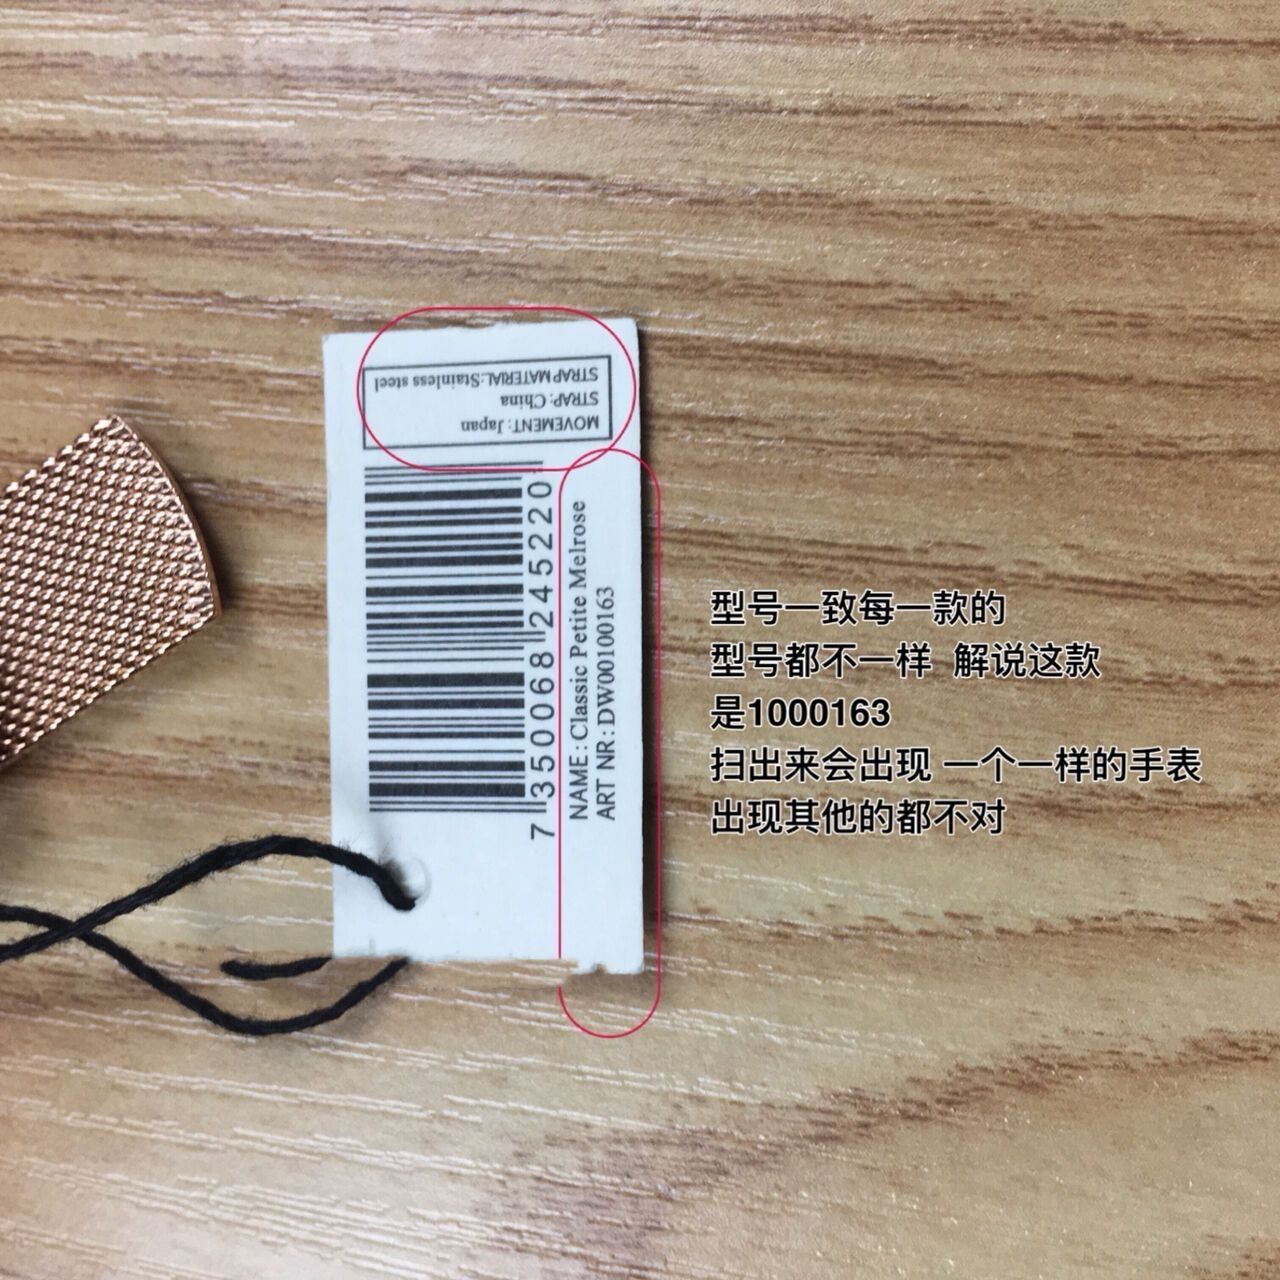 STRAP MATERIAL:Stainless steel
STRAP: China
MOVEMENT: Japan
7 350068 245220
NAME:Classic Petite Melrose
ART NR:DW00100163
型号一致每一款的
型号都不一样 解说这款
是1000163
扫出来会出现 一个一样的手表
出现其他的都不对